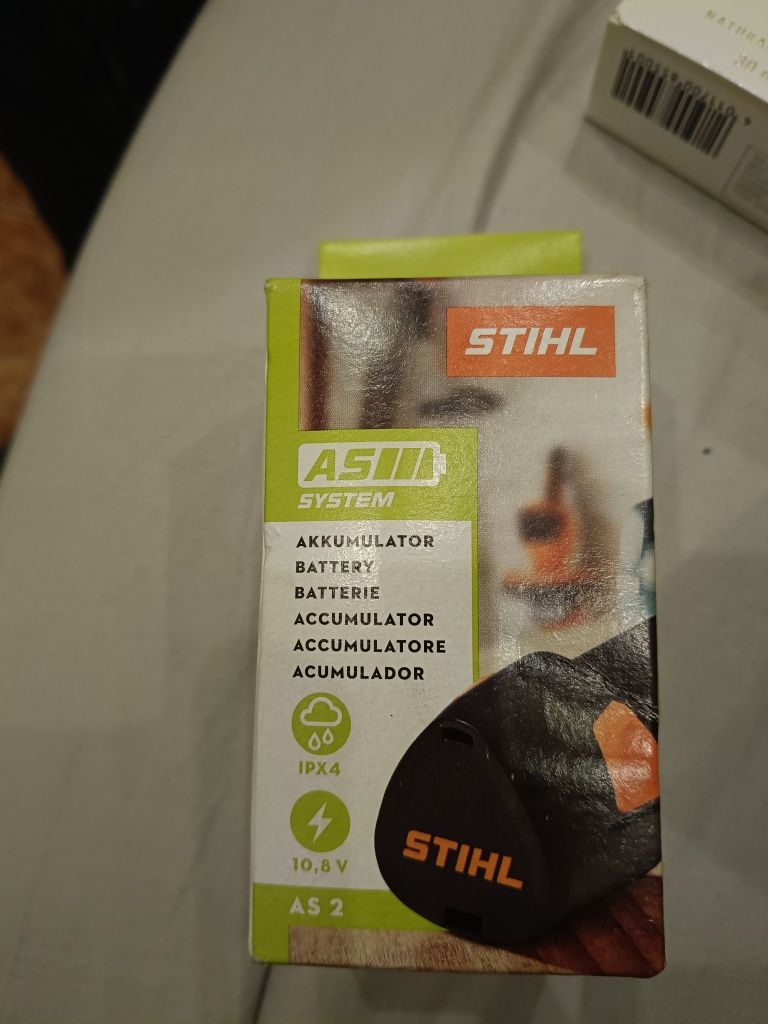 STIHL
AS
SYSTEM
AKKUMULATOR
BATTERY
BATTERIE
ACCUMULATOR
ACCUMULATORE
ACUMULADOR
IPX4
10,8 V
AS 2
STIHL